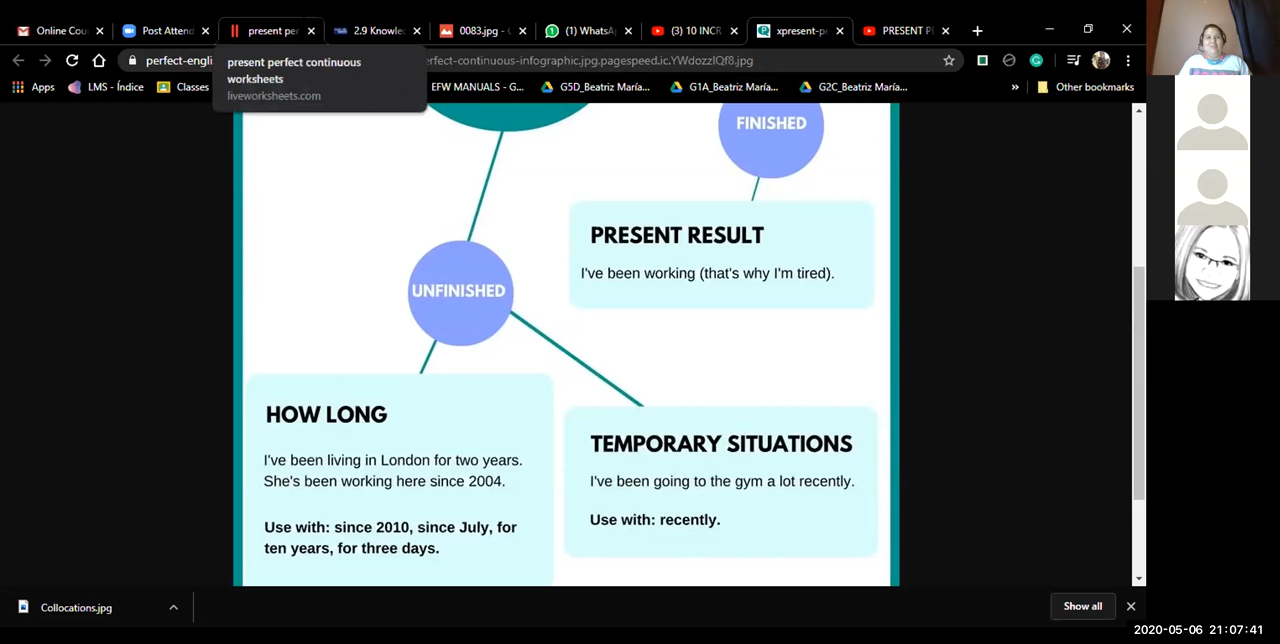 Online Cou
Post Attend
present per
2.9 Knowle
0083.jpg -
(1) WhatsA
(3) 10 INCR
xpresent-p
PRESENT P
perfect-engli
erfect-continuous-infographic.jpg.pagespeed.ic.YWdozzIQf8.jpg
present perfect continuous
worksheets
liveworksheets.com
Apps
LMS - Índice
Classes
EFW MANUALS - G...
G5D_Beatriz María...
G1A_Beatriz María...
G2C_Beatriz María...
»
Other bookmarks
FINISHED
PRESENT RESULT
I've been working (that's why I'm tired).
UNFINISHED
HOW LONG
I've been living in London for two years.
She's been working here since 2004.
Use with: since 2010, since July, for
ten years, for three days.
TEMPORARY SITUATIONS
I've been going to the gym a lot recently.
Use with: recently.
Collocations.jpg
Show all
2020-05-06 21:07:41